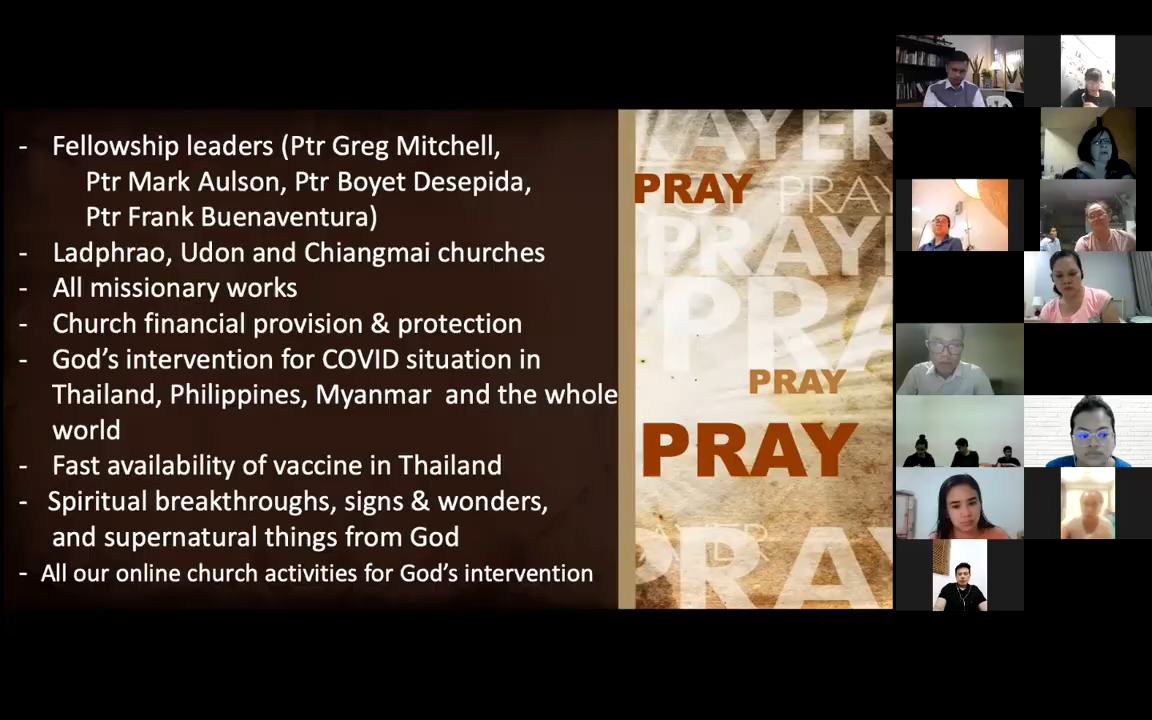 - Fellowship leaders (Ptr Greg Mitchell,
Ptr Mark Aulson, Ptr Boyet Desepida,
Ptr Frank Buenaventura)
- Ladphrao, Udon and Chiangmai churches
- All missionary works
- Church financial provision & protection
- God's intervention for COVID situation in
Thailand, Philippines, Myanmar and the whole
world
- Fast availability of vaccine in Thailand
- Spiritual breakthroughs, signs & wonders,
and supernatural things from God
- All our online church activities for God's intervention
PRAYER
PRAY
PRAY
PRAY
PRA
PRAY
PRAY
PRAY